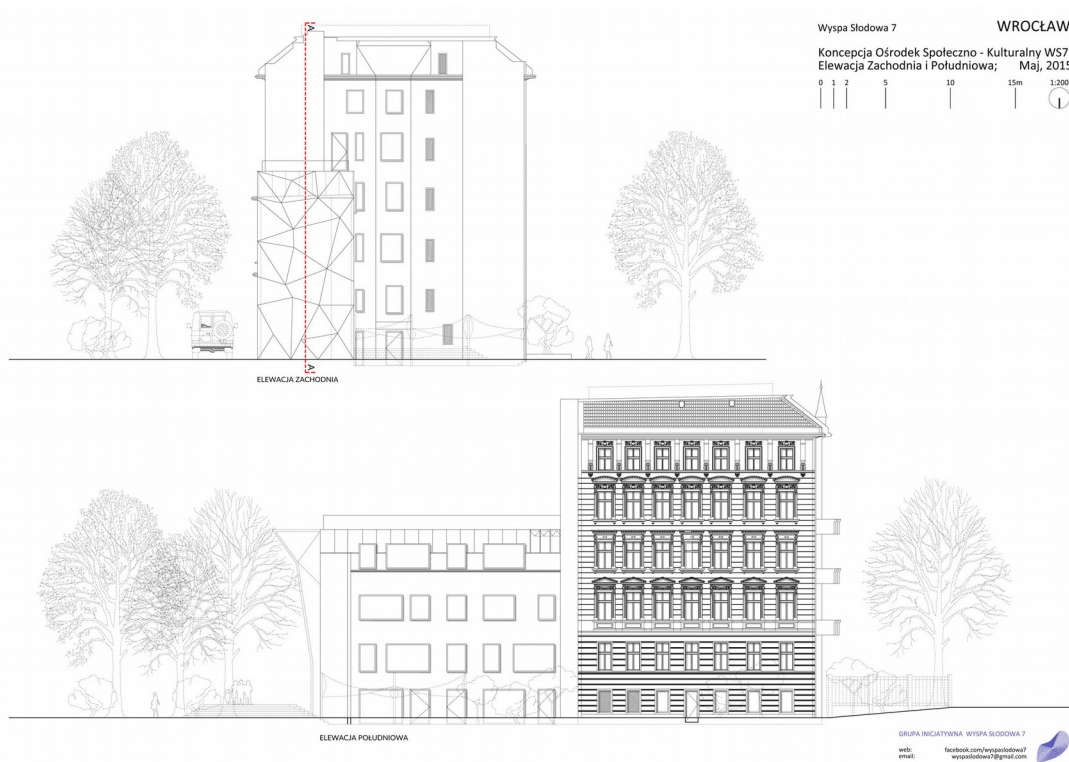 Wyspa Słodowa 7 WROCŁAW
Koncepcja Ośrodek Społeczno - Kulturalny WS7
Elewacja Zachodnia i Południowa; Maj, 2015
0 1 2 5 10 15m 1:200
A
A
ELEWACJA ZACHODNIA
ELEWACJA POŁUDNIOWA
GRUPA INICJATYWNA WYSPA SŁODOWA 7
web: facebook.com/wyspaslodowa7
email: wyspaslodowa7@gmail.com